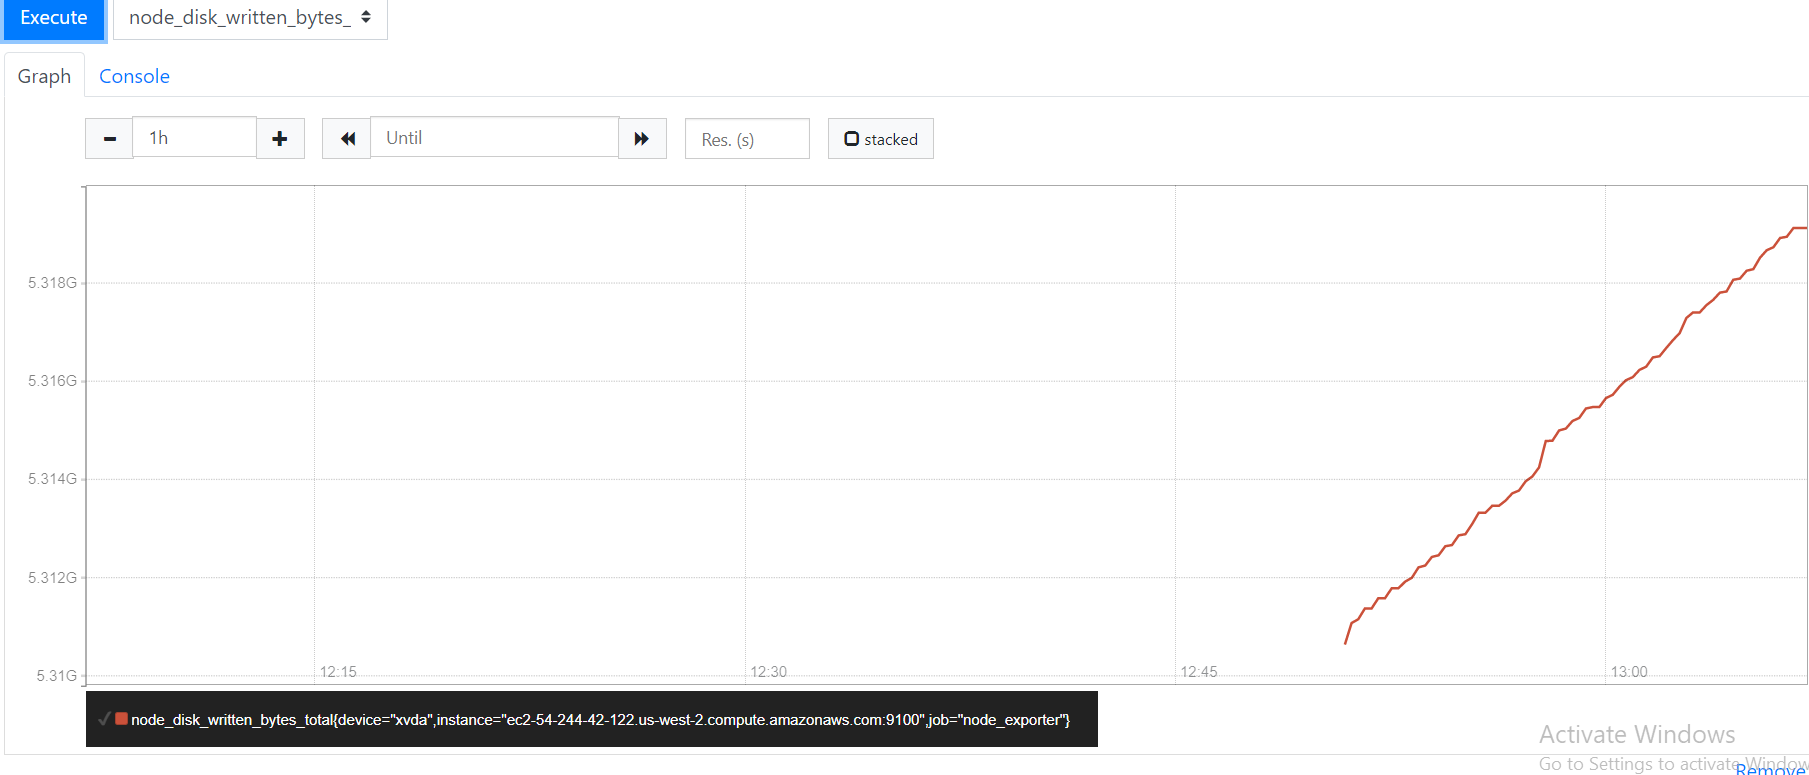 Execute node_disk_written_bytes_
Graph Console
1h Until Res. (s) stacked
5.318G
5.316G
5.314G
5.312G
5.31G
12:15 12:30 12:45 13:00
node_disk_written_bytes_total{device="xvda",instance="ec2-54-244-42-122.us-west-2.compute.amazonaws.com:9100",job="node_exporter"}
Activate Windows
Go to Settings to activate Windows
Remove